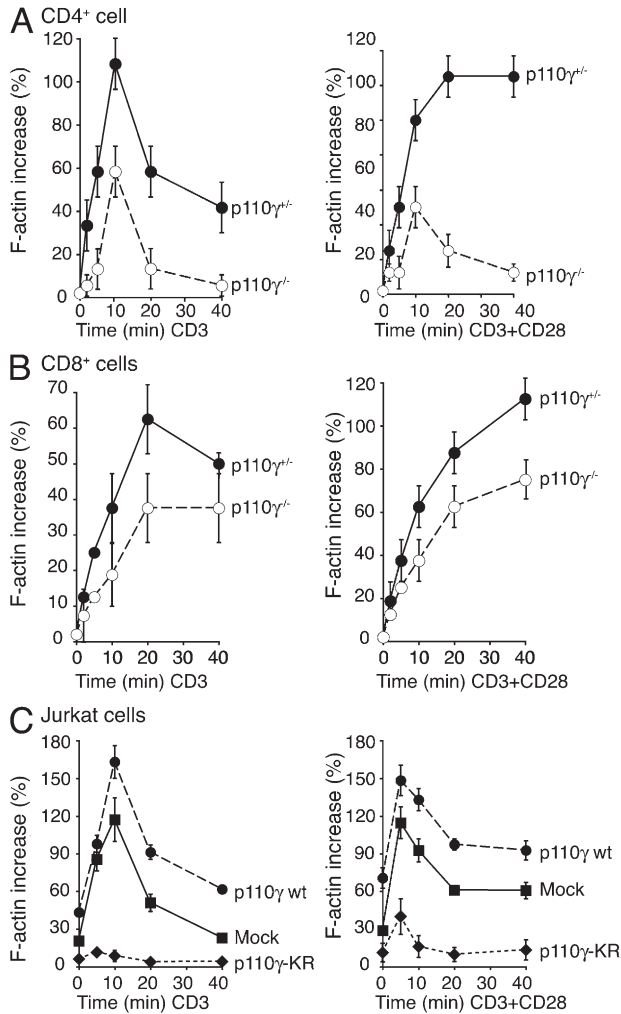 A CD4⁺ cell
F-actin increase (%)
120
100
80
60
40
20
0
0 10 20 30 40
Time (min) CD3
p110γ⁺/⁻
p110γ⁻/⁻
F-actin increase (%)
120
100
80
60
40
20
0
0 10 20 30 40
Time (min) CD3+CD28
p110γ⁺/⁻
p110γ⁻/⁻
B CD8⁺ cells
F-actin increase (%)
70
60
50
40
30
20
10
0
0 10 20 30 40
Time (min) CD3
p110γ⁺/⁻
p110γ⁻/⁻
F-actin increase (%)
120
100
80
60
40
20
0
0 10 20 30 40
Time (min) CD3+CD28
p110γ⁺/⁻
p110γ⁻/⁻
C Jurkat cells
F-actin increase (%)
180
150
120
90
60
30
0
0 10 20 30 40
Time (min) CD3
p110γ wt
Mock
p110γ-KR
F-actin increase (%)
180
150
120
90
60
30
0
0 10 20 30 40
Time (min) CD3+CD28
p110γ wt
Mock
p110γ-KR